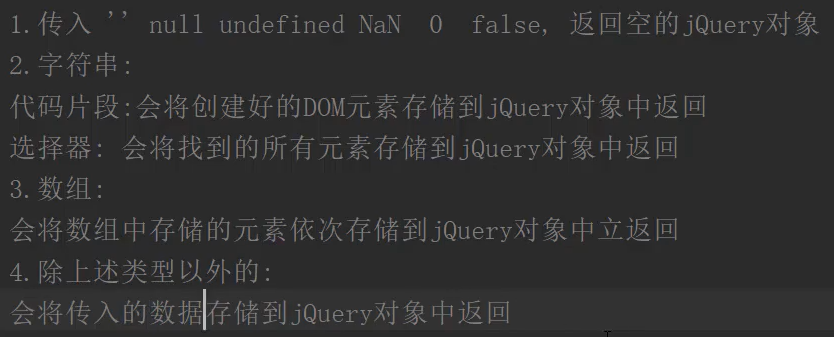 1.传入 '' null undefined NaN  0  false, 返回空的jQuery对象
2.字符串:
代码片段:会将创建好的DOM元素存储到jQuery对象中返回
选择器: 会将找到的所有元素存储到jQuery对象中返回
3.数组:
会将数组中存储的元素依次存储到jQuery对象中立返回
4.除上述类型以外的:
会将传入的数据存储到jQuery对象中返回